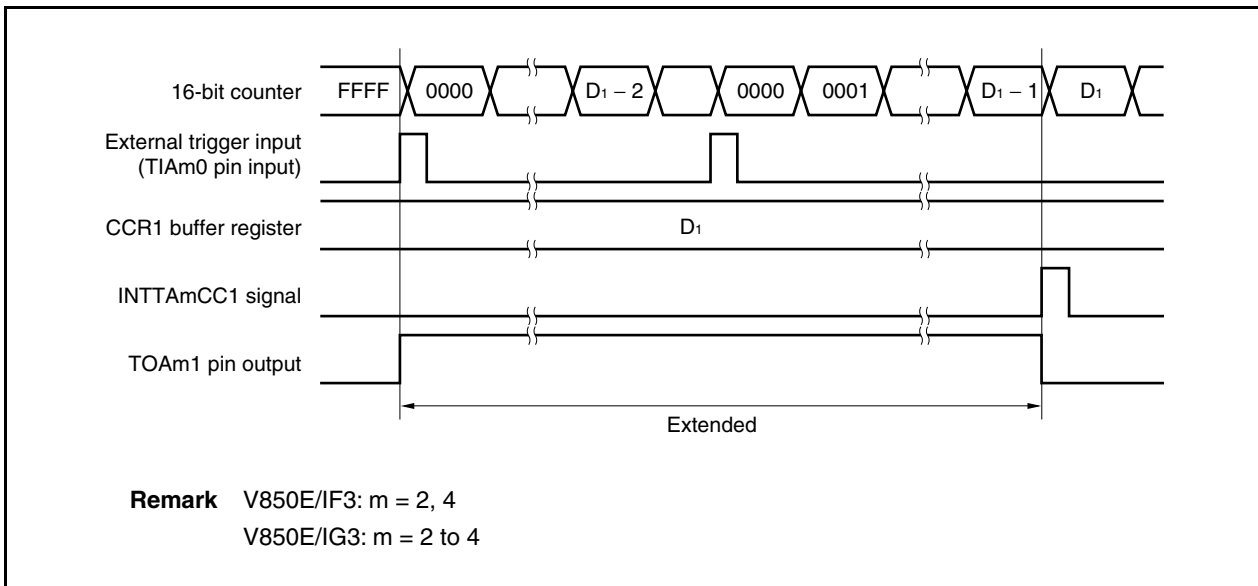 16-bit counter FFFF 0000 D₁ – 2 0000 0001 D₁ – 1 D₁
External trigger input
(TIAm0 pin input)
CCR1 buffer register D₁
INTTAmCC1 signal
TOAm1 pin output
Extended
Remark V850E/IF3: m = 2, 4
V850E/IG3: m = 2 to 4